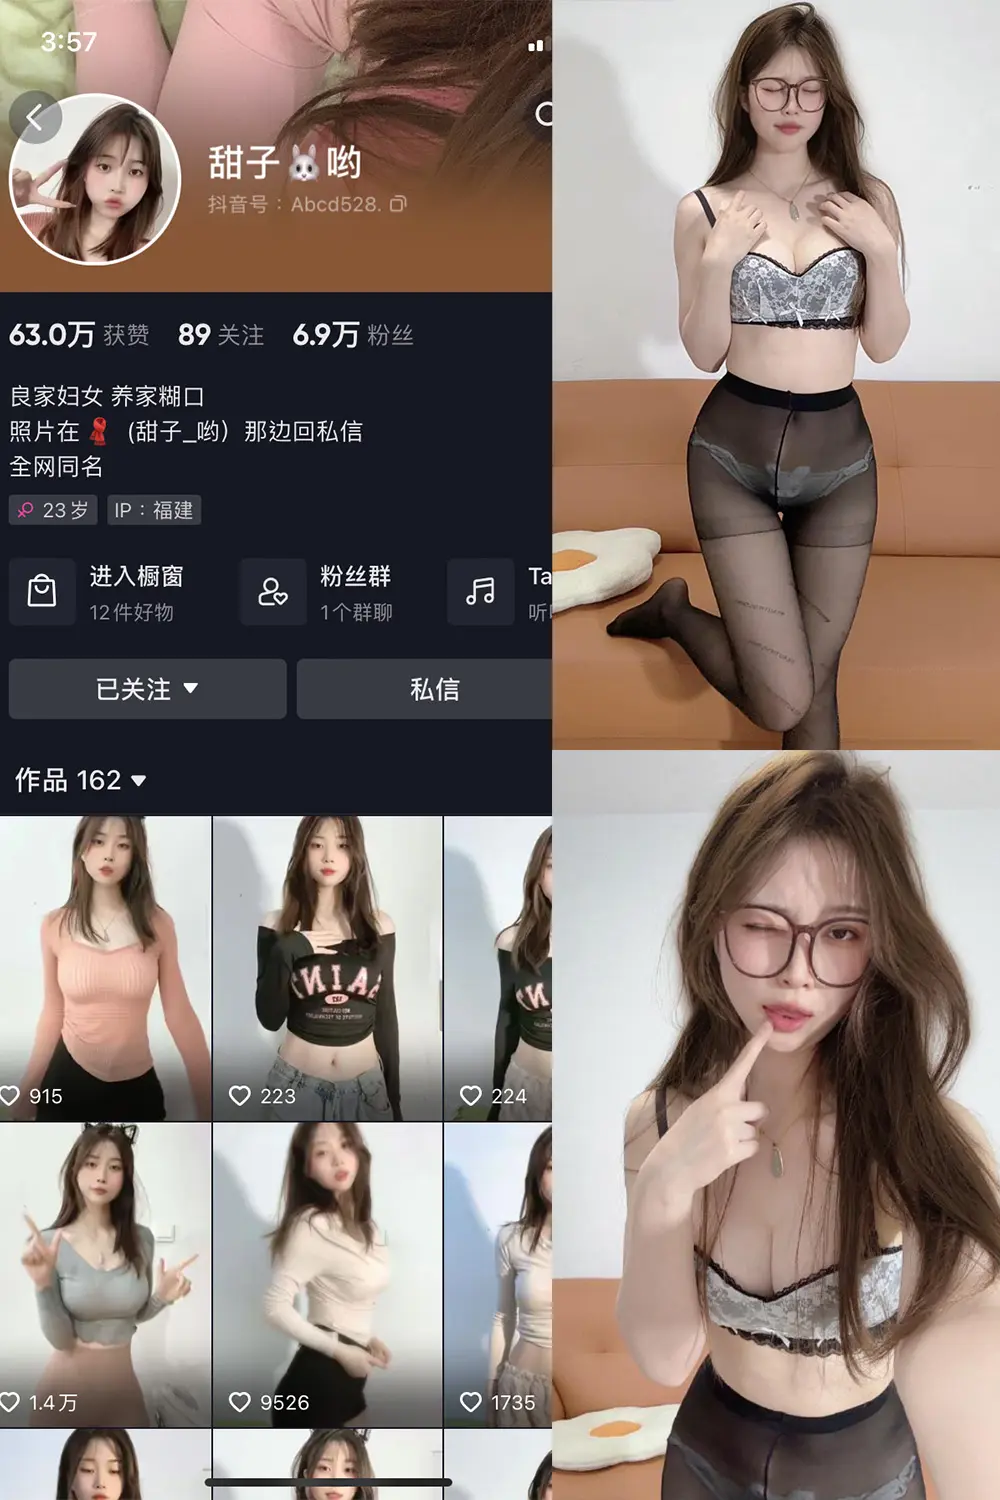 3:57
甜子🐰哟
抖音号：Abcd528.
63.0万 获赞 89 关注 6.9万 粉丝
良家妇女 养家糊口
照片在🧣（甜子_哟）那边回私信
全网同名
23岁 IP：福建
进入橱窗
12件好物
粉丝群
1个群聊
Ta
听
已关注
私信
作品 162
915
223
224
1.4万
9526
1735